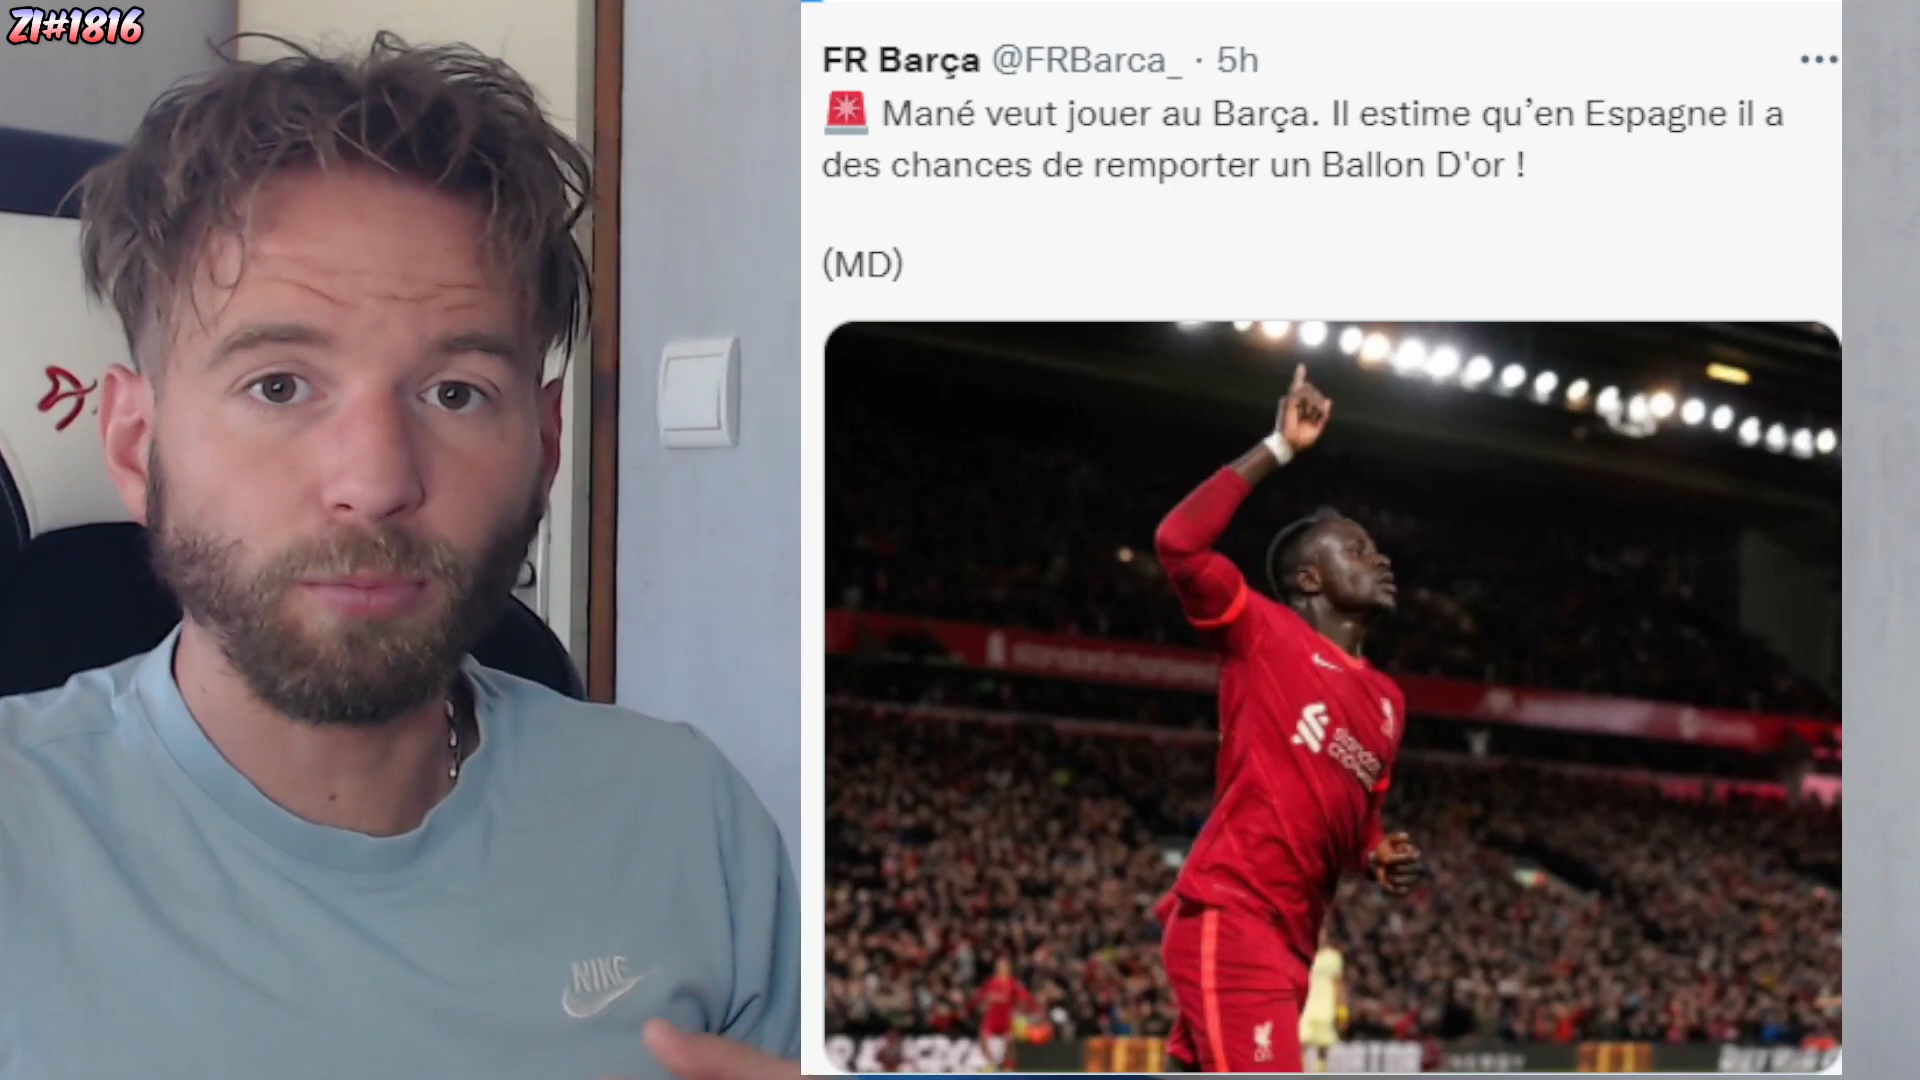 ZI#1816
FR Barça @FRBarca_ · 5h
🚨 Mané veut jouer au Barça. Il estime qu’en Espagne il a
des chances de remporter un Ballon D'or !
(MD)
standard
NIKE